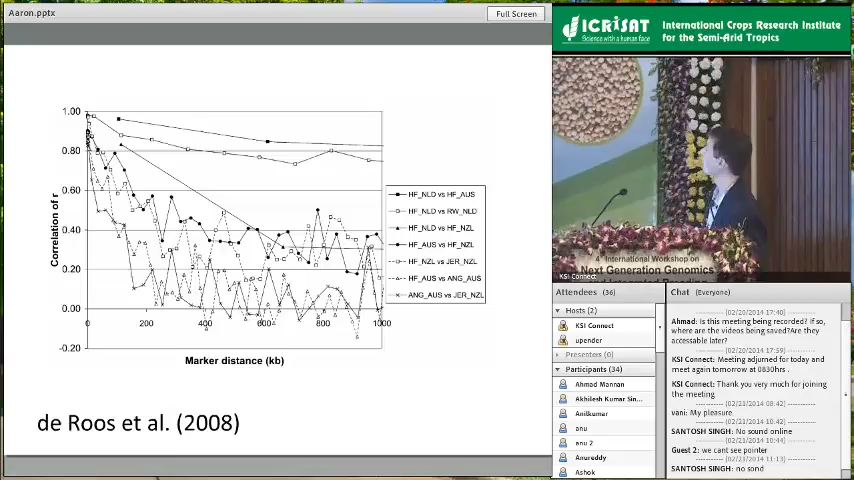 Aaron.pptx
Full Screen
1.00
0.80
0.60
0.40
0.20
0.00
-0.20
Correlation of r
0
200
400
600
800
1000
Marker distance (kb)
HF_NLD vs HF_AUS
HF_NLD vs RW_NLD
HF_NLD vs HF_NZL
HF_AUS vs HF_NZL
HF_NZL vs JER_NZL
HF_AUS vs ANG_AUS
ANG_AUS vs JER_NZL
de Roos et al. (2008)
ICRISAT
Science with a human face
International Crops Research Institute
for the Semi-Arid Tropics
4 International Workshop on
Next Generation Genomics
KSI Connect
Attendees (36)
Hosts (2)
KSI Connect
upender
Presenters (0)
Participants (34)
Ahmad Mannan
Akhilesh Kumar Sin...
Anilkumar
anu
anu 2
Anureddy
Ashok
Chat (Everyone)
---------- (02/20/2014 17:40) ----------
Ahmad: Is this meeting being recorded? If so,
where are the videos being saved?Are they
accessable later?
---------- (02/20/2014 17:59) ----------
KSI Connect: Meeting adjurned for today and
meet again tomorrow at 0830hrs .
KSI Connect: Thank you very much for joining
the meeting
---------- (02/21/2014 08:42) ----------
vani: My pleasure
---------- (02/21/2014 10:42) ----------
SANTOSH SINGH: No sound online
---------- (02/21/2014 10:44) ----------
Guest 2: we cant see pointer
---------- (02/21/2014 11:13) ----------
SANTOSH SINGH: no sond